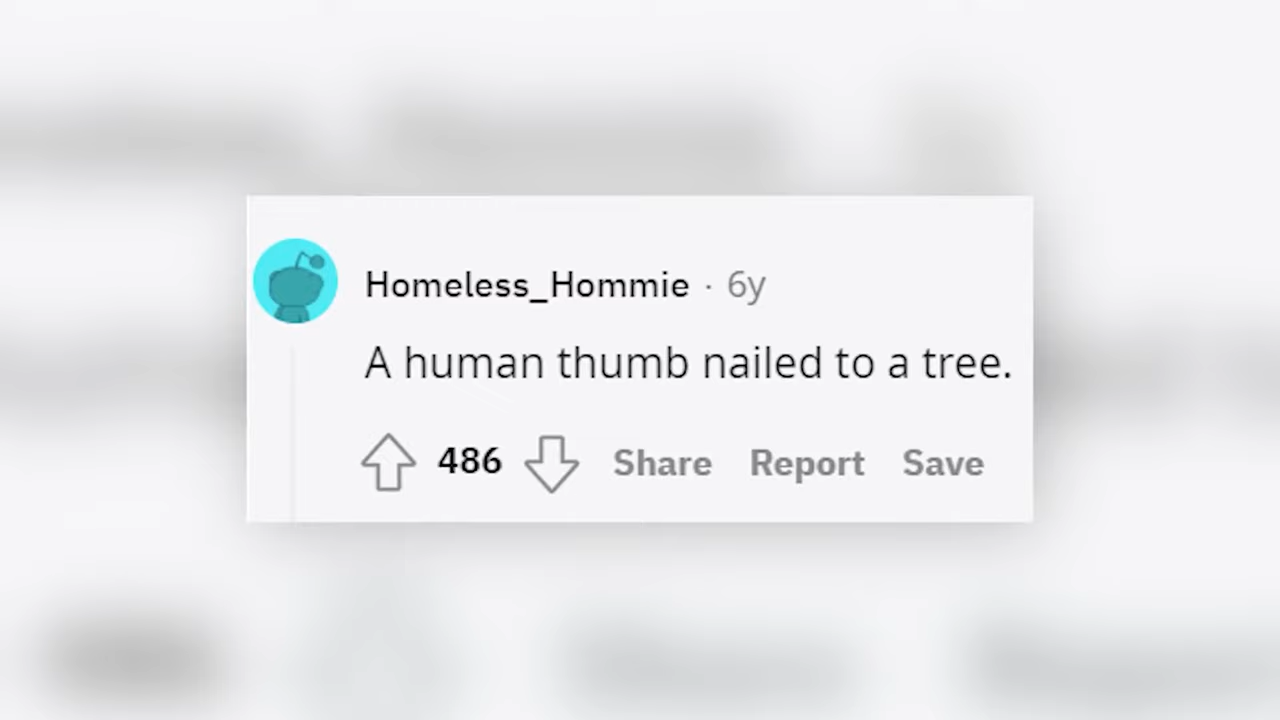 Homeless_Hommie · 6y
A human thumb nailed to a tree.
486 Share Report Save